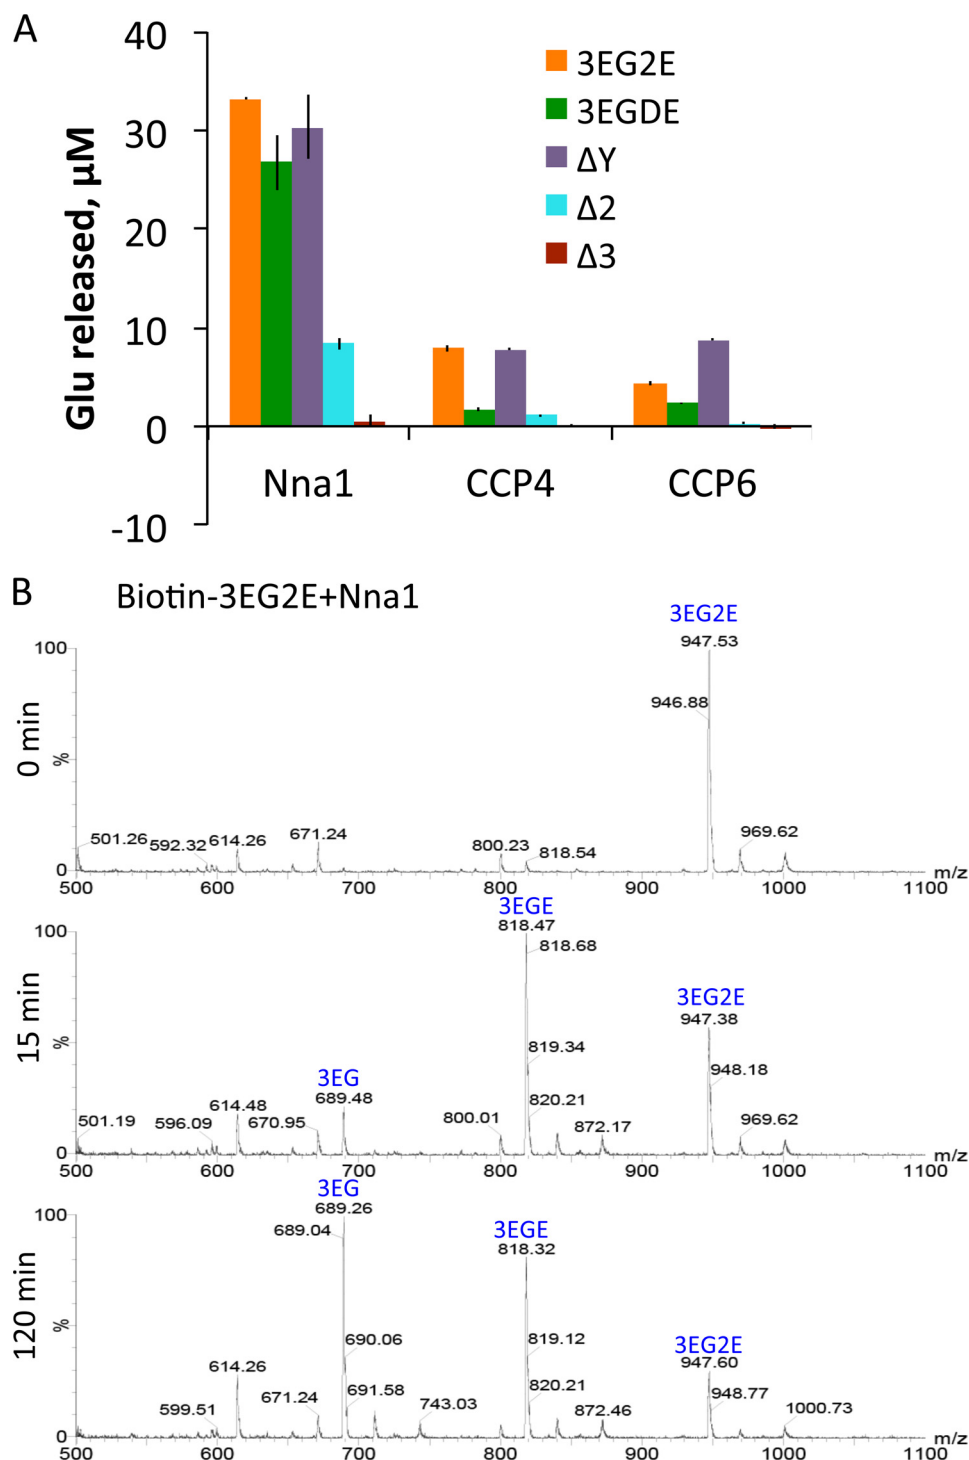 A
Glu released, µM
40
30
20
10
0
-10
3EG2E
3EGDE
ΔY
Δ2
Δ3
Nna1 CCP4 CCP6
B Biotin-3EG2E+Nna1
0 min
100
%
0
3EG2E
947.53
946.88
501.26
592.32
614.26
671.24
800.23
818.54
969.62
500 600 700 800 900 1000 1100 m/z
15 min
100
%
0
3EGE
818.47
818.68
3EG2E
947.38
819.34
948.18
3EG
689.48
820.21
501.19
596.09
614.48
670.95
800.01
872.17
969.62
500 600 700 800 900 1000 1100 m/z
120 min
100
%
0
3EG
689.26
689.04
3EGE
818.32
690.06
819.12
3EG2E
947.60
614.26
691.58
820.21
948.77
599.51
671.24
743.03
872.46
1000.73
500 600 700 800 900 1000 1100 m/z